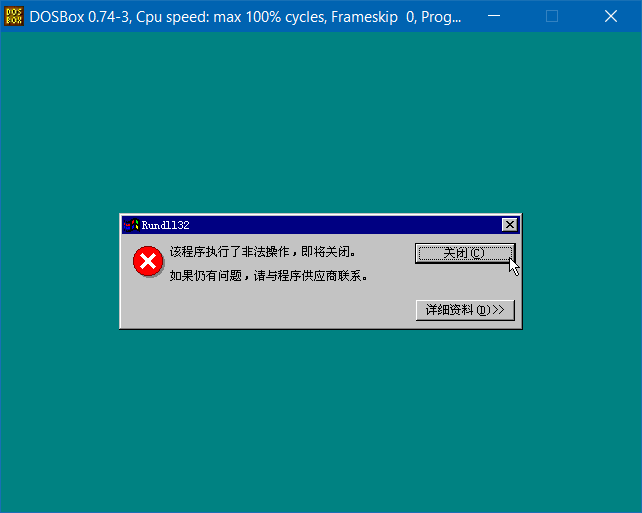 DOS
BOX
DOSBox 0.74-3, Cpu speed: max 100% cycles, Frameskip  0, Prog...
Rundll32
该程序执行了非法操作，即将关闭。
关闭(C)
如果仍有问题，请与程序供应商联系。
详细资料(D)>>